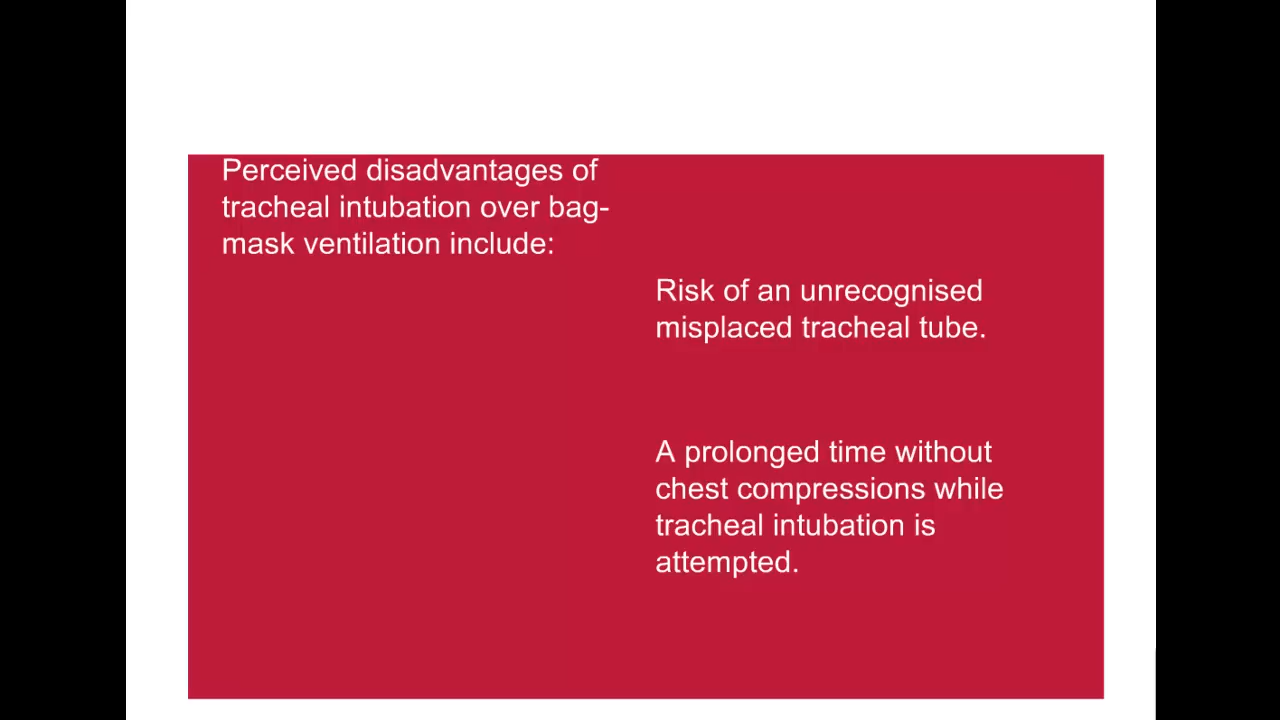 Perceived disadvantages of
tracheal intubation over bag-
mask ventilation include:
Risk of an unrecognised
misplaced tracheal tube.
A prolonged time without
chest compressions while
tracheal intubation is
attempted.